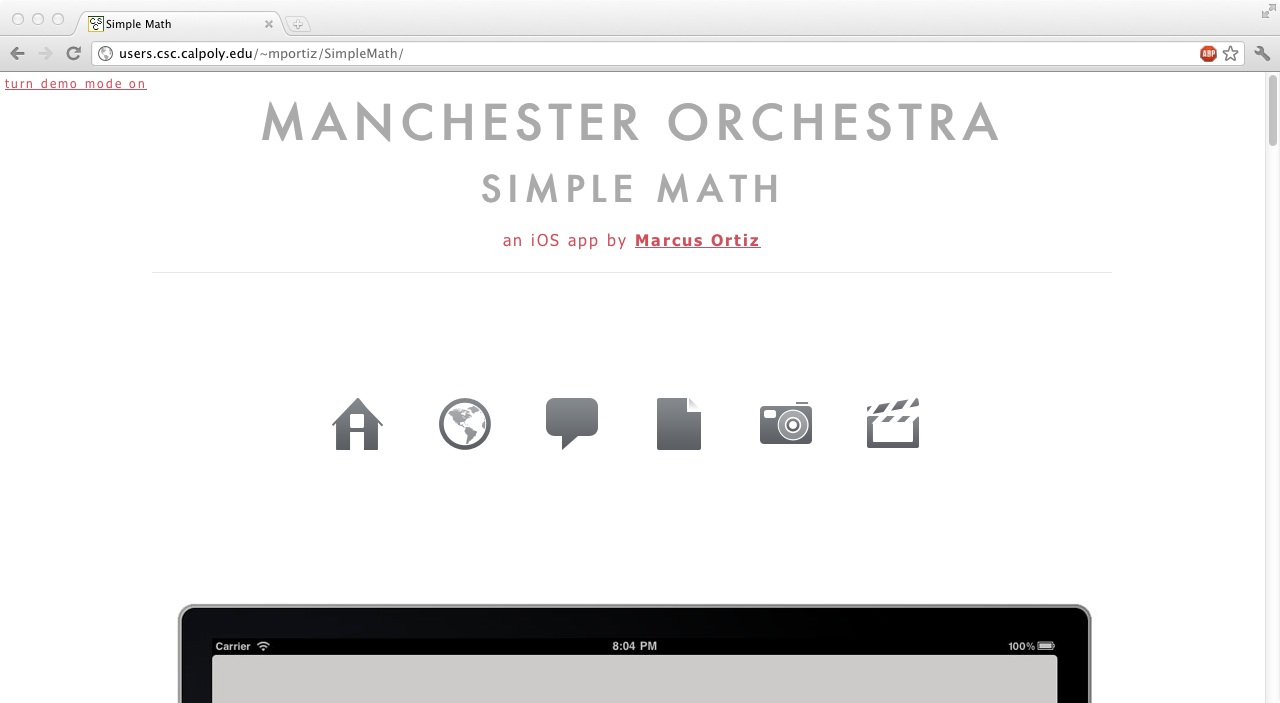 Simple Math
users.csc.calpoly.edu/~mportiz/SimpleMath/
ABP
turn demo mode on
MANCHESTER ORCHESTRA
SIMPLE MATH
an iOS app by Marcus Ortiz
Carrier 8:04 PM 100%